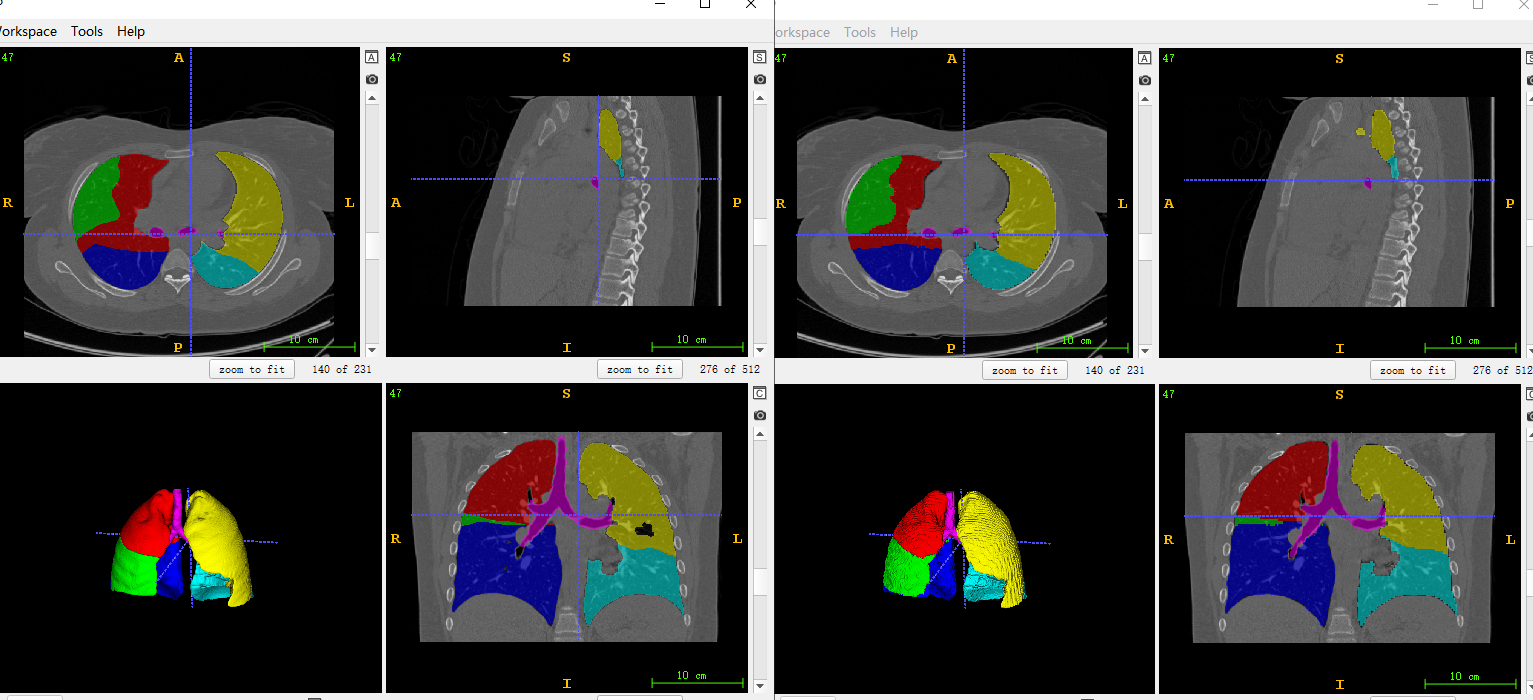 orkspace Tools Help
orkspace Tools Help
47 A
R L
P
10 cm
47 S
A P
I
10 cm
47 A
R L
P
10 cm
47 S
A P
I
10 cm
A
S
A
zoom to fit 140 of 231
zoom to fit 276 of 512
zoom to fit 140 of 231
zoom to fit 276 of 512
47 S
R L
I
10 cm
C
47 S
R L
I
10 cm